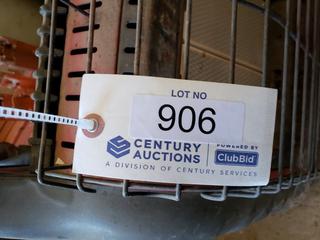 LOT NO
906
CENTURY
AUCTIONS
POWERED BY
ClubBid
A DIVISION OF CENTURY SERVICES